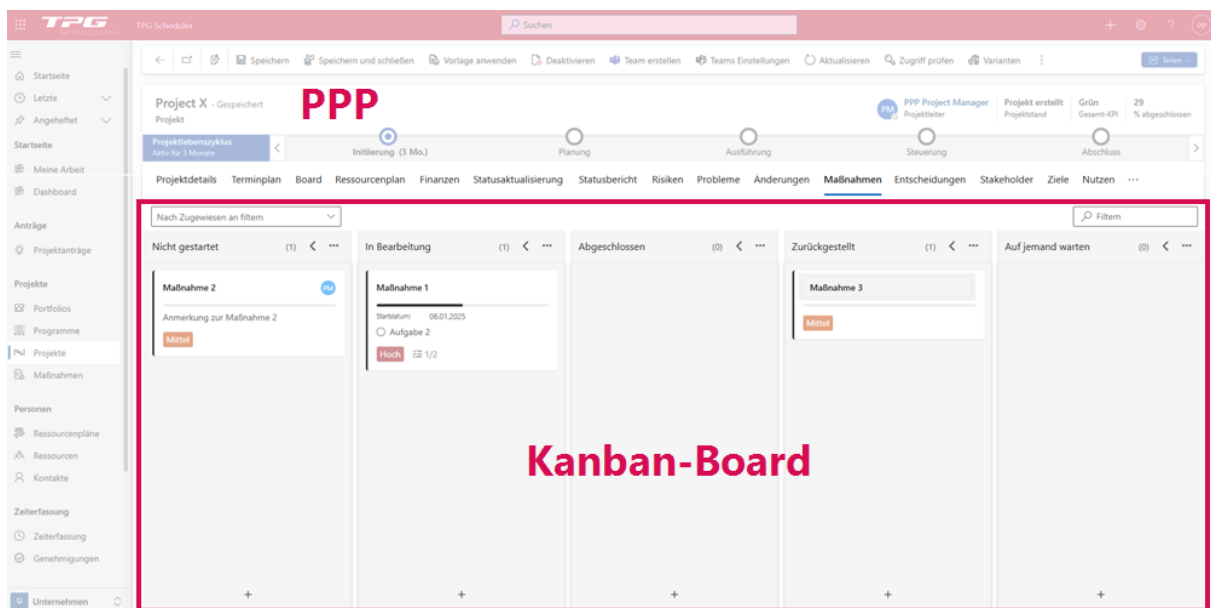 TPG
TPG Scheduler
Suchen
PP
Speichern
Speichern und schließen
Vorlage anwenden
Deaktivieren
Team erstellen
Teams Einstellungen
Aktualisieren
Zugriff prüfen
Varianten
Teilen
Startseite
Letzte
Angeheftet
Startseite
Meine Arbeit
Dashboard
Anträge
Projektanträge
Projekte
Portfolios
Programme
Projekte
Maßnahmen
Personen
Ressourcenpläne
Ressourcen
Kontakte
Zeiterfassung
Zeiterfassung
Genehmigungen
U Unternehmen
Project X - Gespeichert
Projekt
PPP
PM
PPP Project Manager
Projektleiter
Projekt erstellt
Projektstand
Grün
Gesamt-KPI
29
% abgeschlossen
Projektlebenszyklus
Aktiv für 3 Monate
Initiierung (3 Mo.)
Planung
Ausführung
Steuerung
Abschluss
Projektdetails Terminplan Board Ressourcenplan Finanzen Statusaktualisierung Statusbericht Risiken Probleme Änderungen Maßnahmen Entscheidungen Stakeholder Ziele Nutzen ...
Nach Zugewiesen an filtern
Filtern
Nicht gestartet (1)
Maßnahme 2
PM
Anmerkung zur Maßnahme 2
Mittel
In Bearbeitung (1)
Maßnahme 1
Startdatum: 06.01.2025
Aufgabe 2
Hoch 1/2
Abgeschlossen (0)
Zurückgestellt (1)
Maßnahme 3
Mittel
Auf jemand warten (0)
Kanban-Board